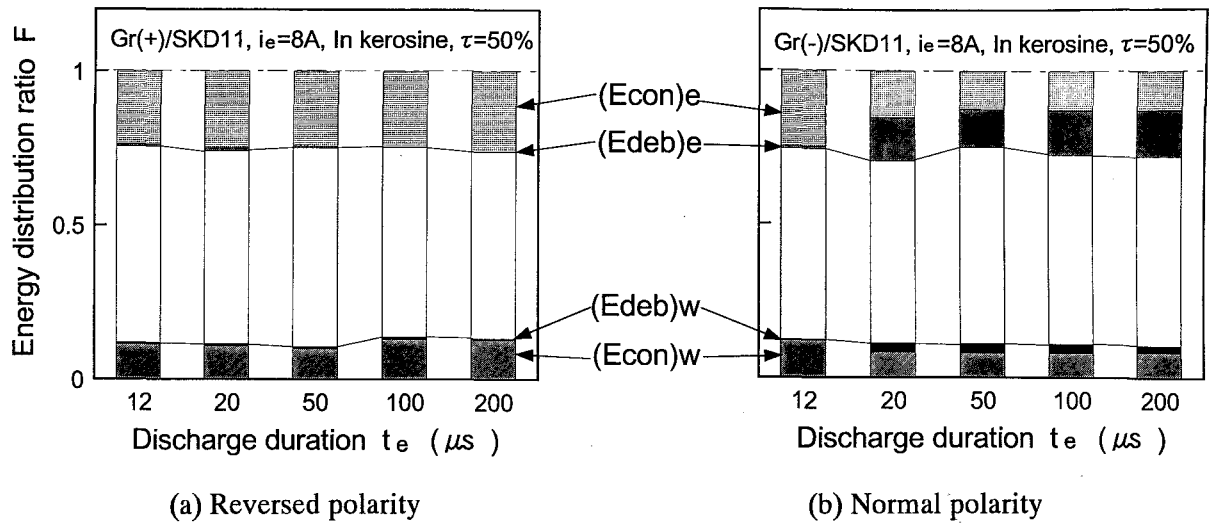 Energy distribution ratio F
1
0.5
0
Gr(+)/SKD11, ie=8A, In kerosine, τ=50%
12 20 50 100 200
Discharge duration te (μs )
(a) Reversed polarity
(Econ)e
(Edeb)e
(Edeb)w
(Econ)w
Gr(-)/SKD11, ie=8A, In kerosine, τ=50%
12 20 50 100 200
Discharge duration te (μs )
(b) Normal polarity